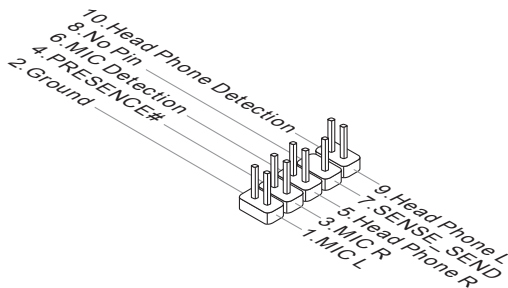 10.Head Phone Detection
8.No Pin
6.MIC Detection
4.PRESENCE#
2.Ground
9.Head Phone L
7.SENSE_SEND
5.Head Phone R
3.MIC R
1.MIC L